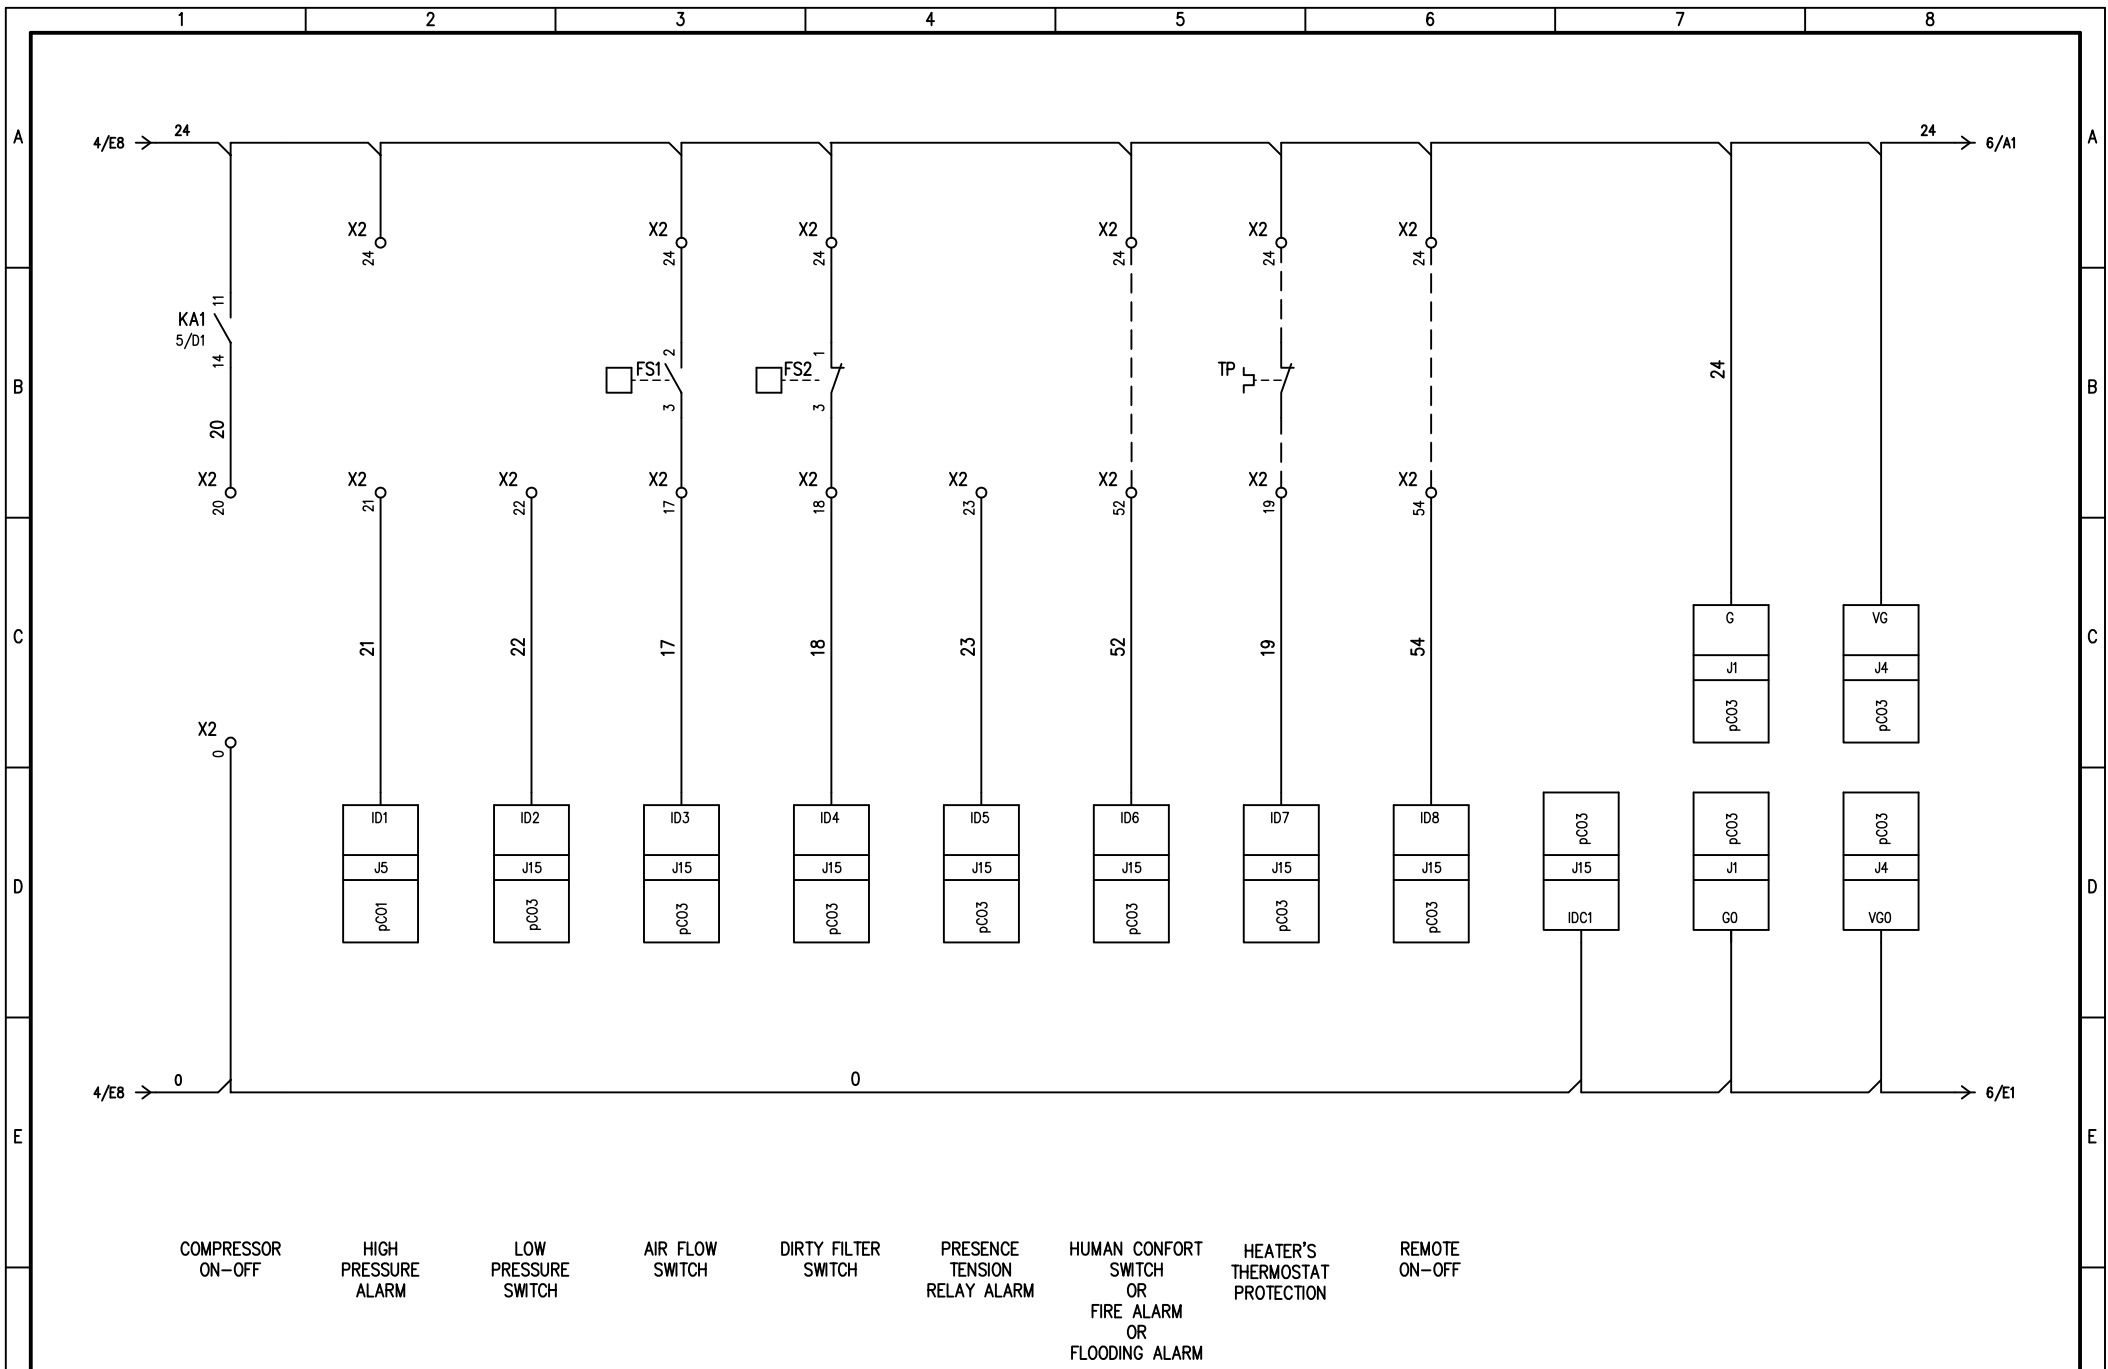 1 2 3 4 5 6 7 8
A 4/E8 24 24 6/A1 A
X2 X2 X2 X2 X2 X2
24 24 24 24 24 24
11
KA1
5/D1
14
2 1
FS1 FS2 TP 24
B B
3 3
20
X2 X2 X2 X2 X2 X2 X2 X2 X2
20 21 22 17 18 23 52 19 54
G VG
C 21 22 17 18 23 52 19 54 C
J1 J4
pCO3 pCO3
X2
0
ID1 ID2 ID3 ID4 ID5 ID6 ID7 ID8 pCO3 pCO3 pCO3
J5 J15 J15 J15 J15 J15 J15 J15 J15 J1 J4
D D
pCO1 pCO3 pCO3 pCO3 pCO3 pCO3 pCO3 pCO3 IDC1 G0 VG0
0 0
4/E8 6/E1
E E
COMPRESSOR
ON-OFF
HIGH
PRESSURE
ALARM
LOW
PRESSURE
SWITCH
AIR FLOW
SWITCH
DIRTY FILTER
SWITCH
PRESENCE
TENSION
RELAY ALARM
HUMAN CONFORT
SWITCH
OR
FIRE ALARM
OR
FLOODING ALARM
HEATER'S
THERMOSTAT
PROTECTION
REMOTE
ON-OFF